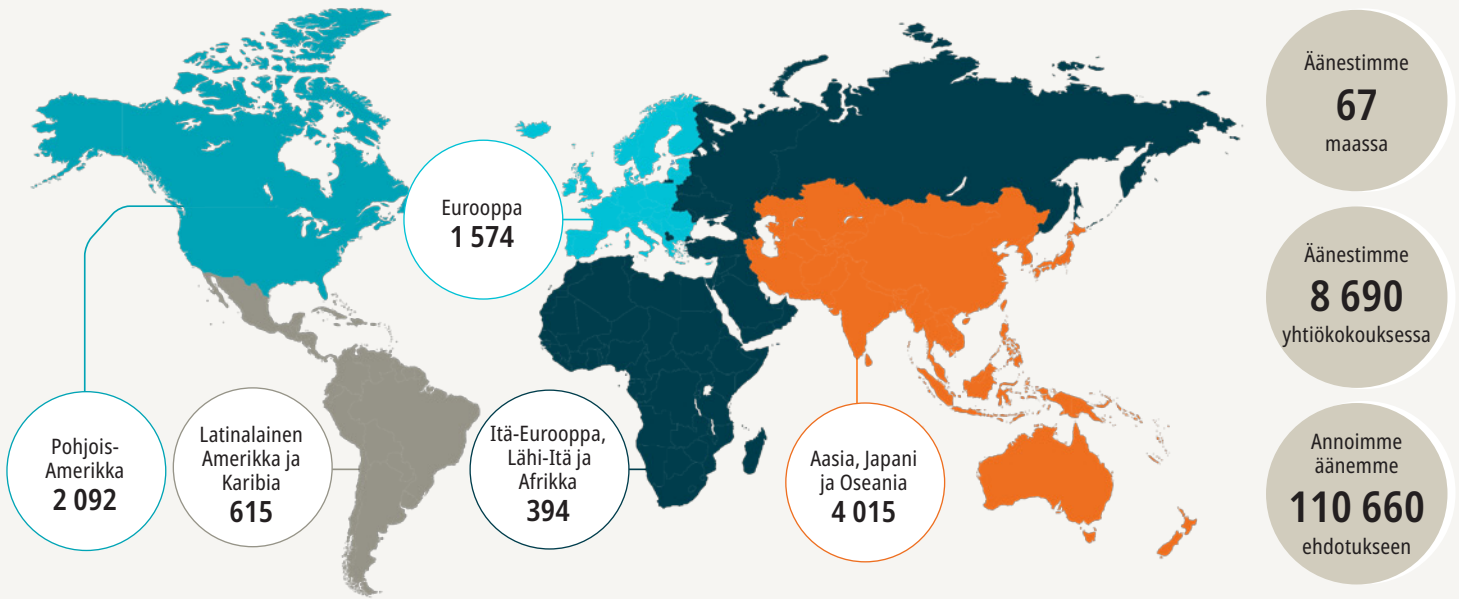 Eurooppa
1 574
Pohjois-
Amerikka
2 092
Latinalainen
Amerikka ja
Karibia
615
Itä-Eurooppa,
Lähi-Itä ja
Afrikka
394
Aasia, Japani
ja Oseania
4 015
Äänestimme
67
maassa
Äänestimme
8 690
yhtiökokouksessa
Annoimme
äänemme
110 660
ehdotukseen